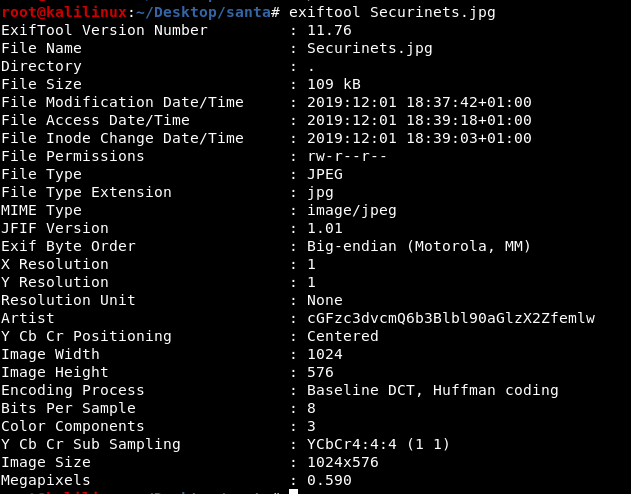 root@kalilinux:~/Desktop/santa# exiftool Securinets.jpg
ExifTool Version Number : 11.76
File Name : Securinets.jpg
Directory : .
File Size : 109 kB
File Modification Date/Time : 2019:12:01 18:37:42+01:00
File Access Date/Time : 2019:12:01 18:39:18+01:00
File Inode Change Date/Time : 2019:12:01 18:39:03+01:00
File Permissions : rw-r--r--
File Type : JPEG
File Type Extension : jpg
MIME Type : image/jpeg
JFIF Version : 1.01
Exif Byte Order : Big-endian (Motorola, MM)
X Resolution : 1
Y Resolution : 1
Resolution Unit : None
Artist : cGFzc3dvcmQ6b3Blbl90aGlzX2Zfemlw
Y Cb Cr Positioning : Centered
Image Width : 1024
Image Height : 576
Encoding Process : Baseline DCT, Huffman coding
Bits Per Sample : 8
Color Components : 3
Y Cb Cr Sub Sampling : YCbCr4:4:4 (1 1)
Image Size : 1024x576
Megapixels : 0.590